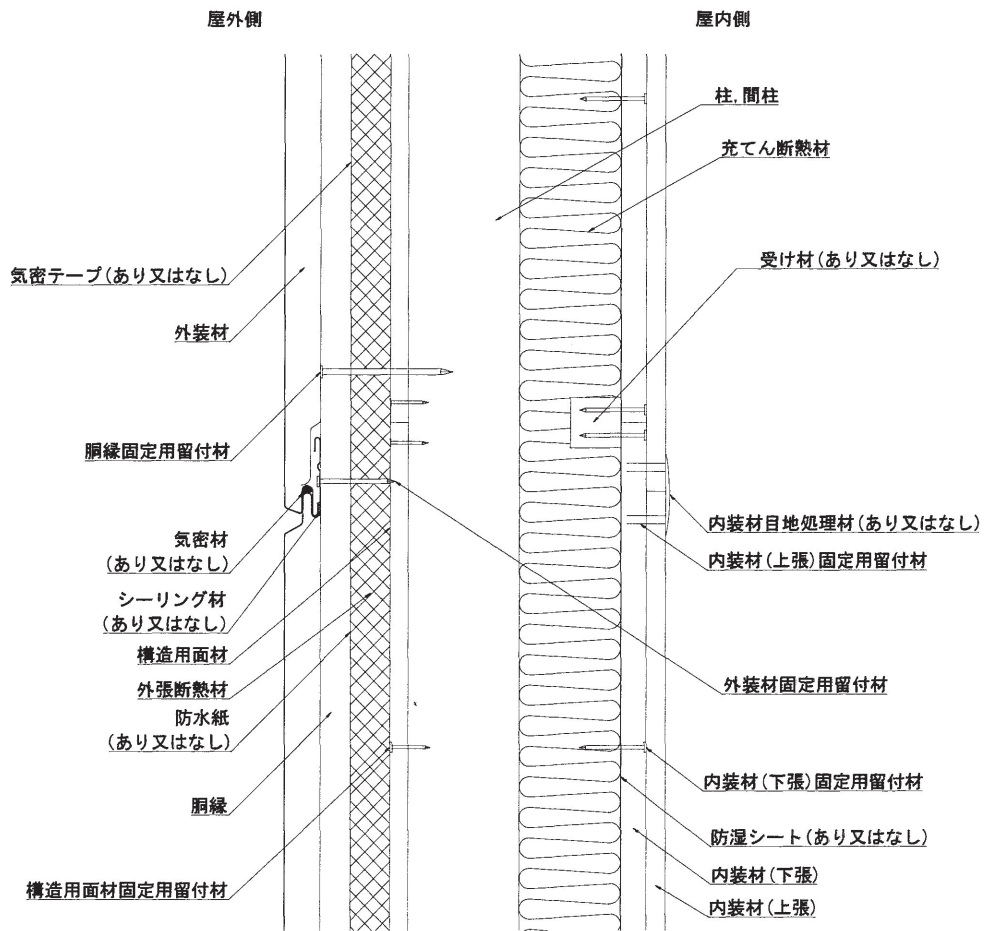 屋外側
屋内側
柱,間柱
充てん断熱材
受け材(あり又はなし)
気密テープ(あり又はなし)
外装材
胴縁固定用留付材
気密材
(あり又はなし)
シーリング材
(あり又はなし)
構造用面材
外張断熱材
防水紙
(あり又はなし)
胴縁
構造用面材固定用留付材
内装材目地処理材(あり又はなし)
内装材(上張)固定用留付材
外装材固定用留付材
内装材(下張)固定用留付材
防湿シート(あり又はなし)
内装材(下張)
内装材(上張)